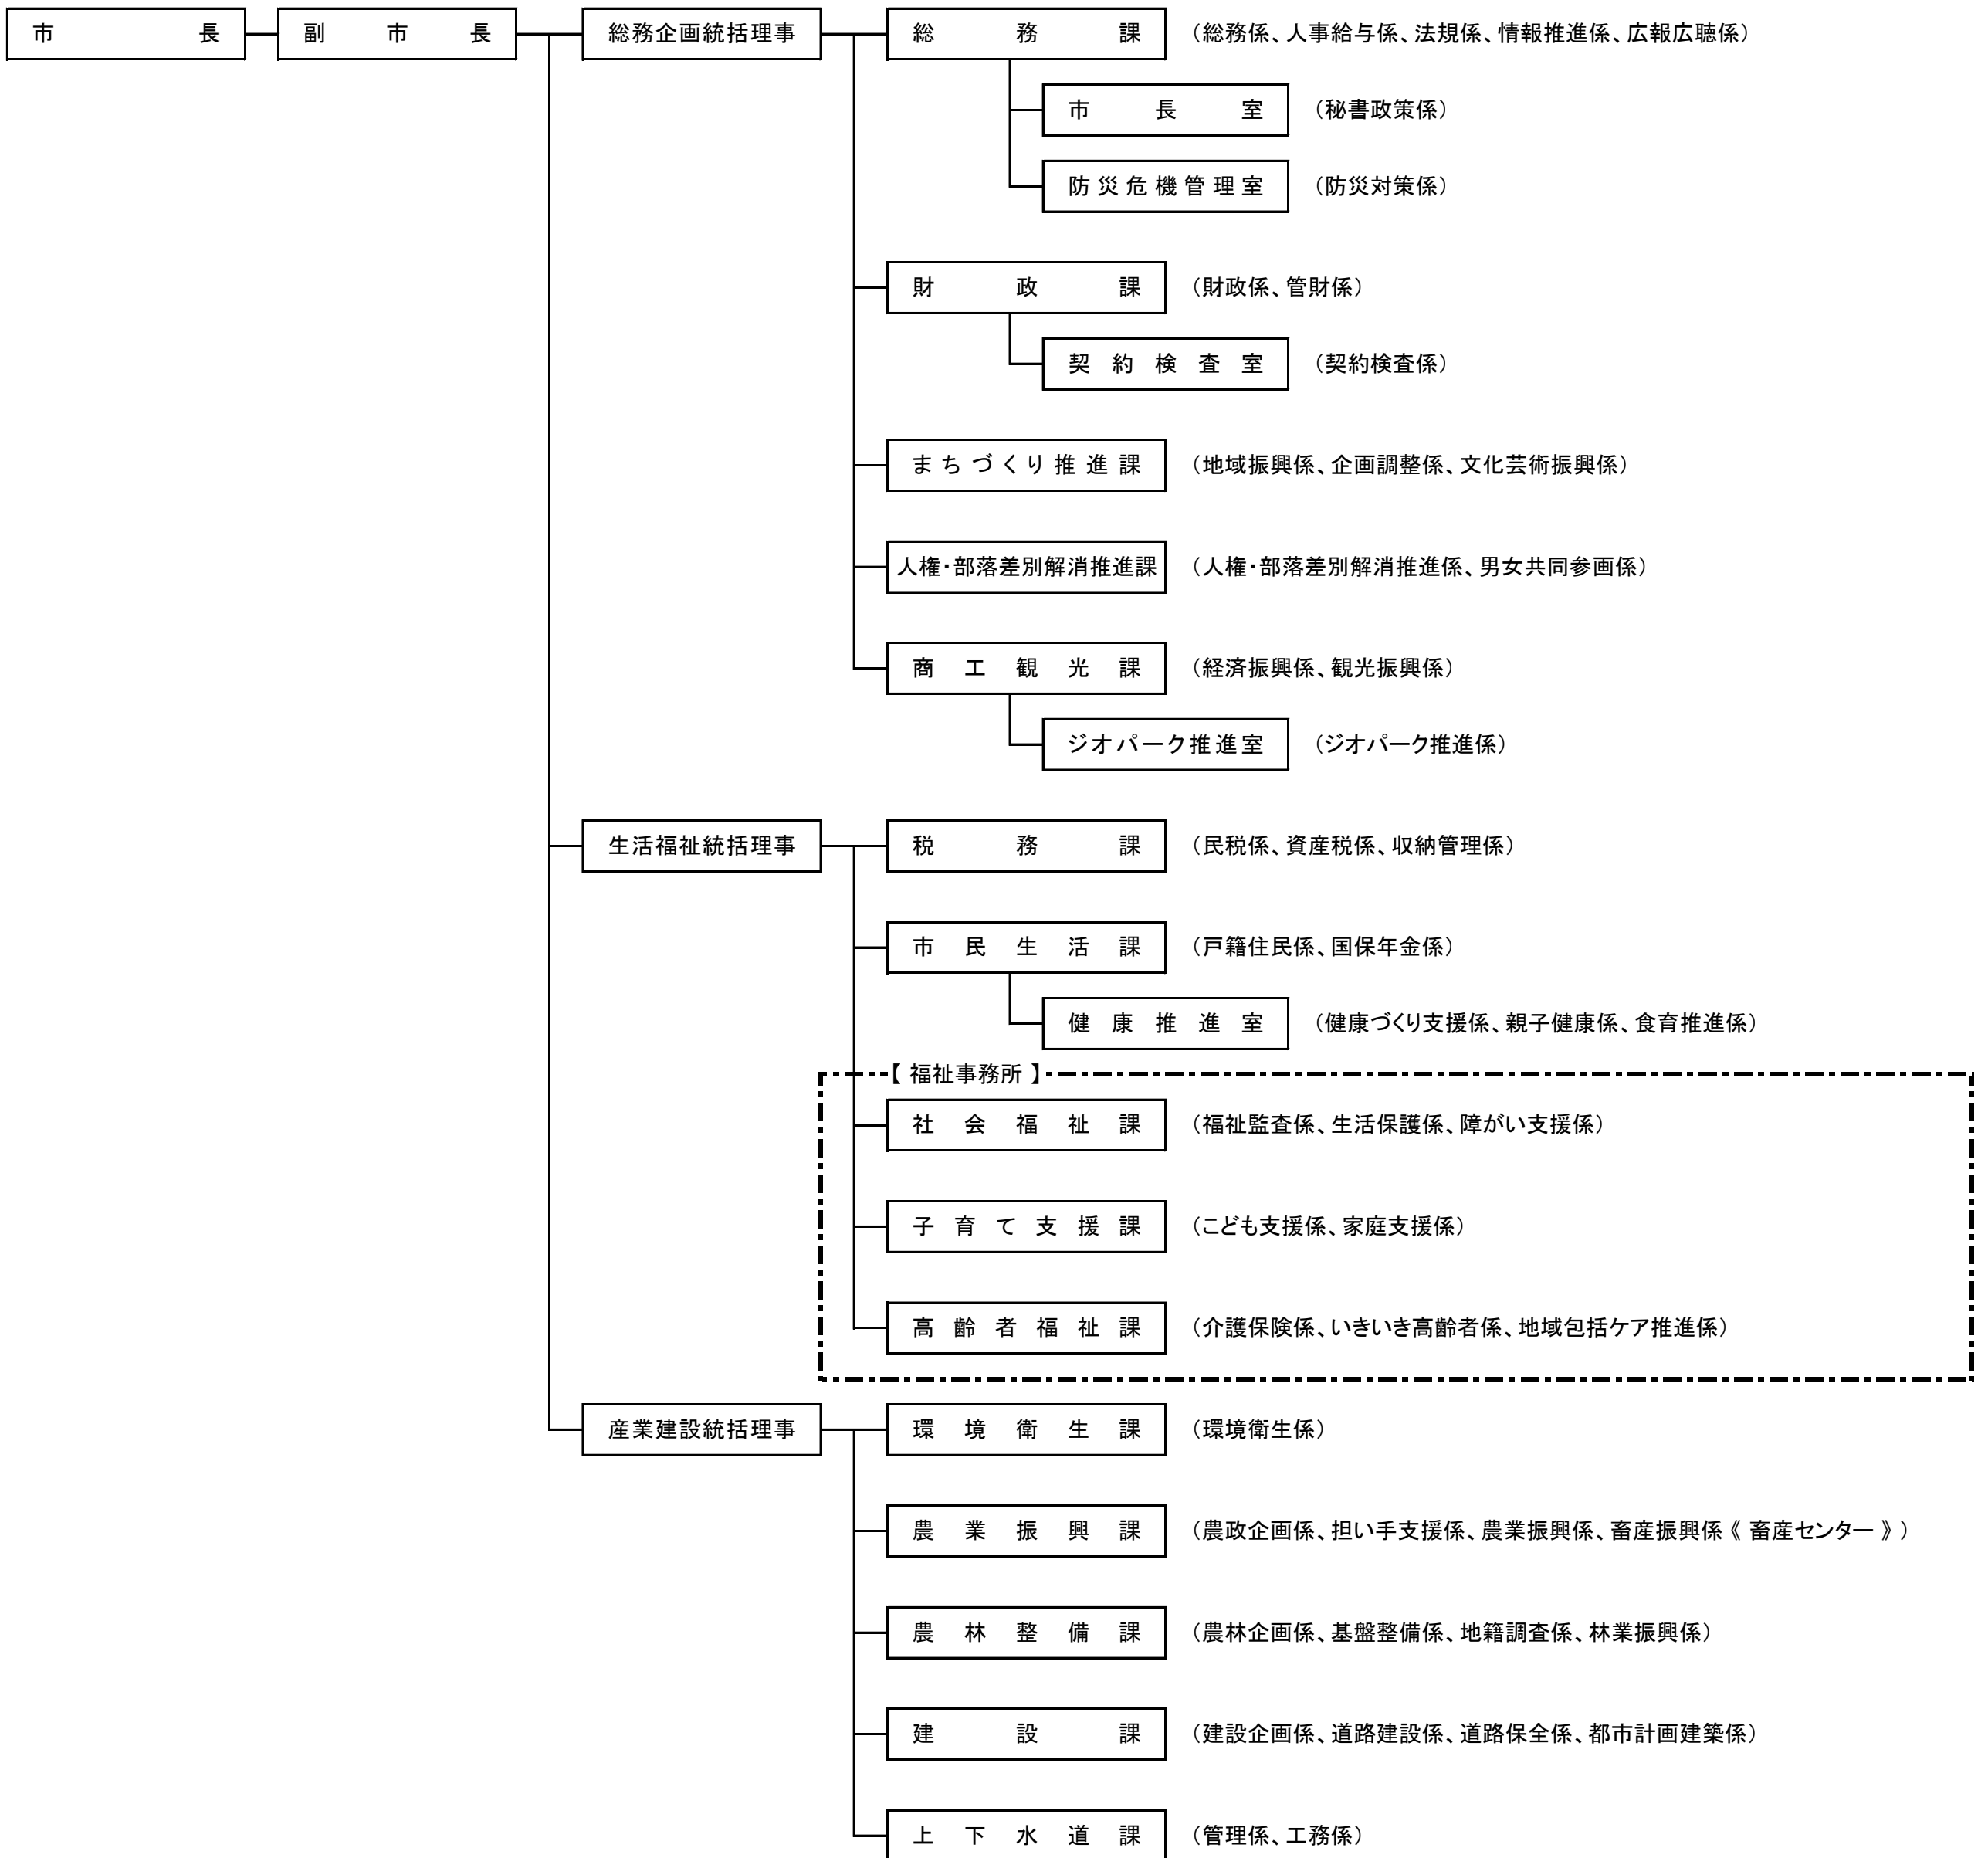 市長 副市長 総務企画統括理事 総務課 （総務係、人事給与係、法規係、情報推進係、広報広聴係）
市長室 （秘書政策係）
防災危機管理室 （防災対策係）
財政課 （財政係、管財係）
契約検査室 （契約検査係）
まちづくり推進課 （地域振興係、企画調整係、文化芸術振興係）
人権・部落差別解消推進課 （人権・部落差別解消推進係、男女共同参画係）
商工観光課 （経済振興係、観光振興係）
ジオパーク推進室 （ジオパーク推進係）
生活福祉統括理事 税務課 （民税係、資産税係、収納管理係）
市民生活課 （戸籍住民係、国保年金係）
健康推進室 （健康づくり支援係、親子健康係、食育推進係）
【 福祉事務所 】
社会福祉課 （福祉監査係、生活保護係、障がい支援係）
子育て支援課 （こども支援係、家庭支援係）
高齢者福祉課 （介護保険係、いきいき高齢者係、地域包括ケア推進係）
産業建設統括理事 環境衛生課 （環境衛生係）
農業振興課 （農政企画係、担い手支援係、農業振興係、畜産振興係《 畜産センター 》）
農林整備課 （農林企画係、基盤整備係、地籍調査係、林業振興係）
建設課 （建設企画係、道路建設係、道路保全係、都市計画建築係）
上下水道課 （管理係、工務係）